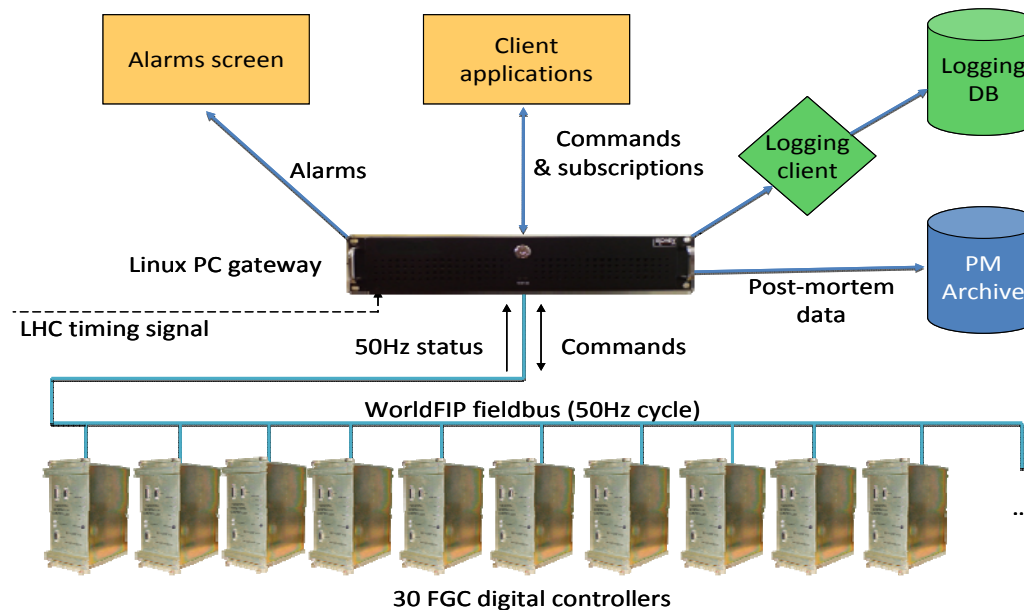 Alarms screen
Client
applications
Logging
DB
Logging
client
Commands
& subscriptions
Alarms
Linux PC gateway
PM
Archive
Post-mortem
data
LHC timing signal
50Hz status
Commands
WorldFIP fieldbus (50Hz cycle)
...
30 FGC digital controllers